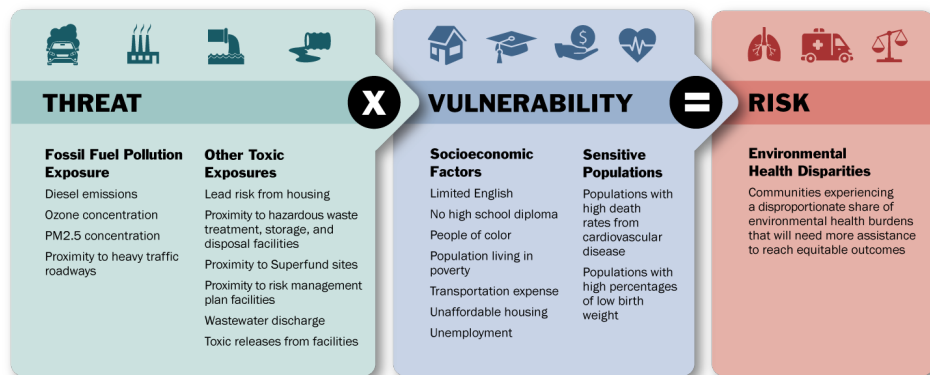 THREAT
X
VULNERABILITY
=
RISK
Fossil Fuel Pollution
Exposure
Diesel emissions
Ozone concentration
PM2.5 concentration
Proximity to heavy traffic
roadways
Other Toxic
Exposures
Lead risk from housing
Proximity to hazardous waste
treatment, storage, and
disposal facilities
Proximity to Superfund sites
Proximity to risk management
plan facilities
Wastewater discharge
Toxic releases from facilities
Socioeconomic
Factors
Limited English
No high school diploma
People of color
Population living in
poverty
Transportation expense
Unaffordable housing
Unemployment
Sensitive
Populations
Populations with
high death
rates from
cardiovascular
disease
Populations with
high percentages
of low birth
weight
Environmental
Health Disparities
Communities experiencing
a disproportionate share of
environmental health burdens
that will need more assistance
to reach equitable outcomes
$